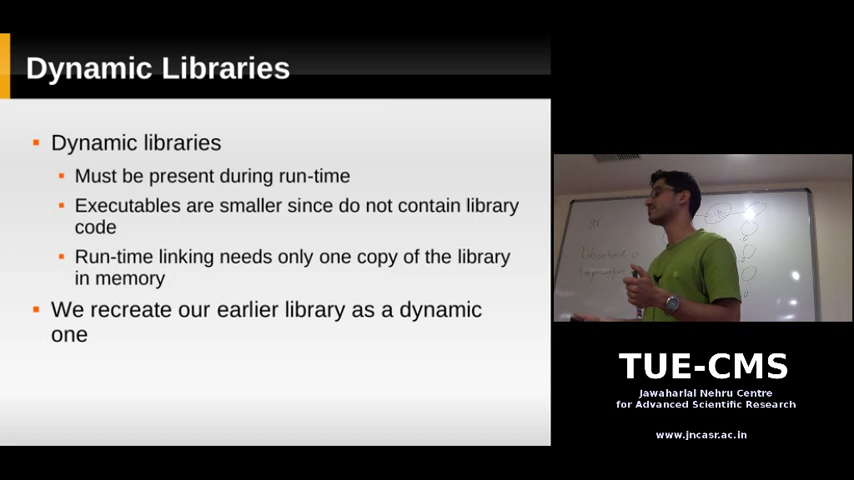 Dynamic Libraries
Dynamic libraries
Must be present during run-time
Executables are smaller since do not contain library
code
Run-time linking needs only one copy of the library
in memory
We recreate our earlier library as a dynamic
one
TUE-CMS
Jawaharlal Nehru Centre
for Advanced Scientific Research
www.jncasr.ac.in